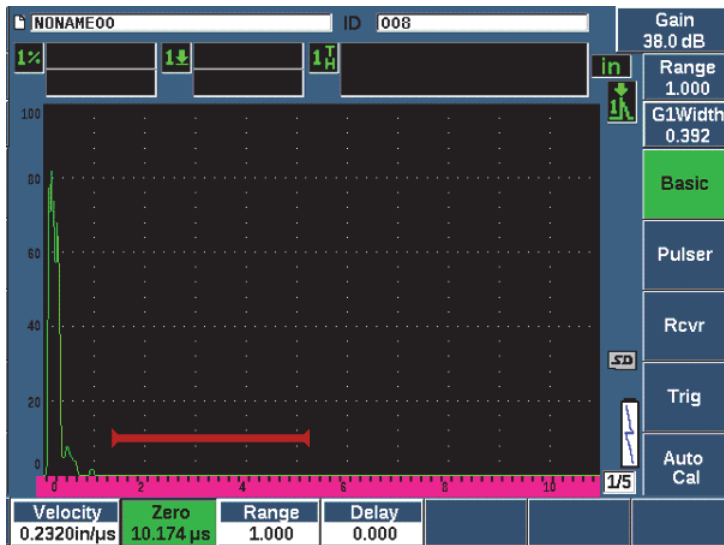 NONAME00 ID 008
Gain
38.0 dB
1% 1 1TH in
Range
1.000
1
G1Width
0.392
100
80
60
40
20
0
0 2 4 6 8 10
Basic
Pulser
Rcvr
SD
Trig
Auto
Cal
1/5
Velocity Zero Range Delay
0.2320in/µs 10.174 µs 1.000 0.000